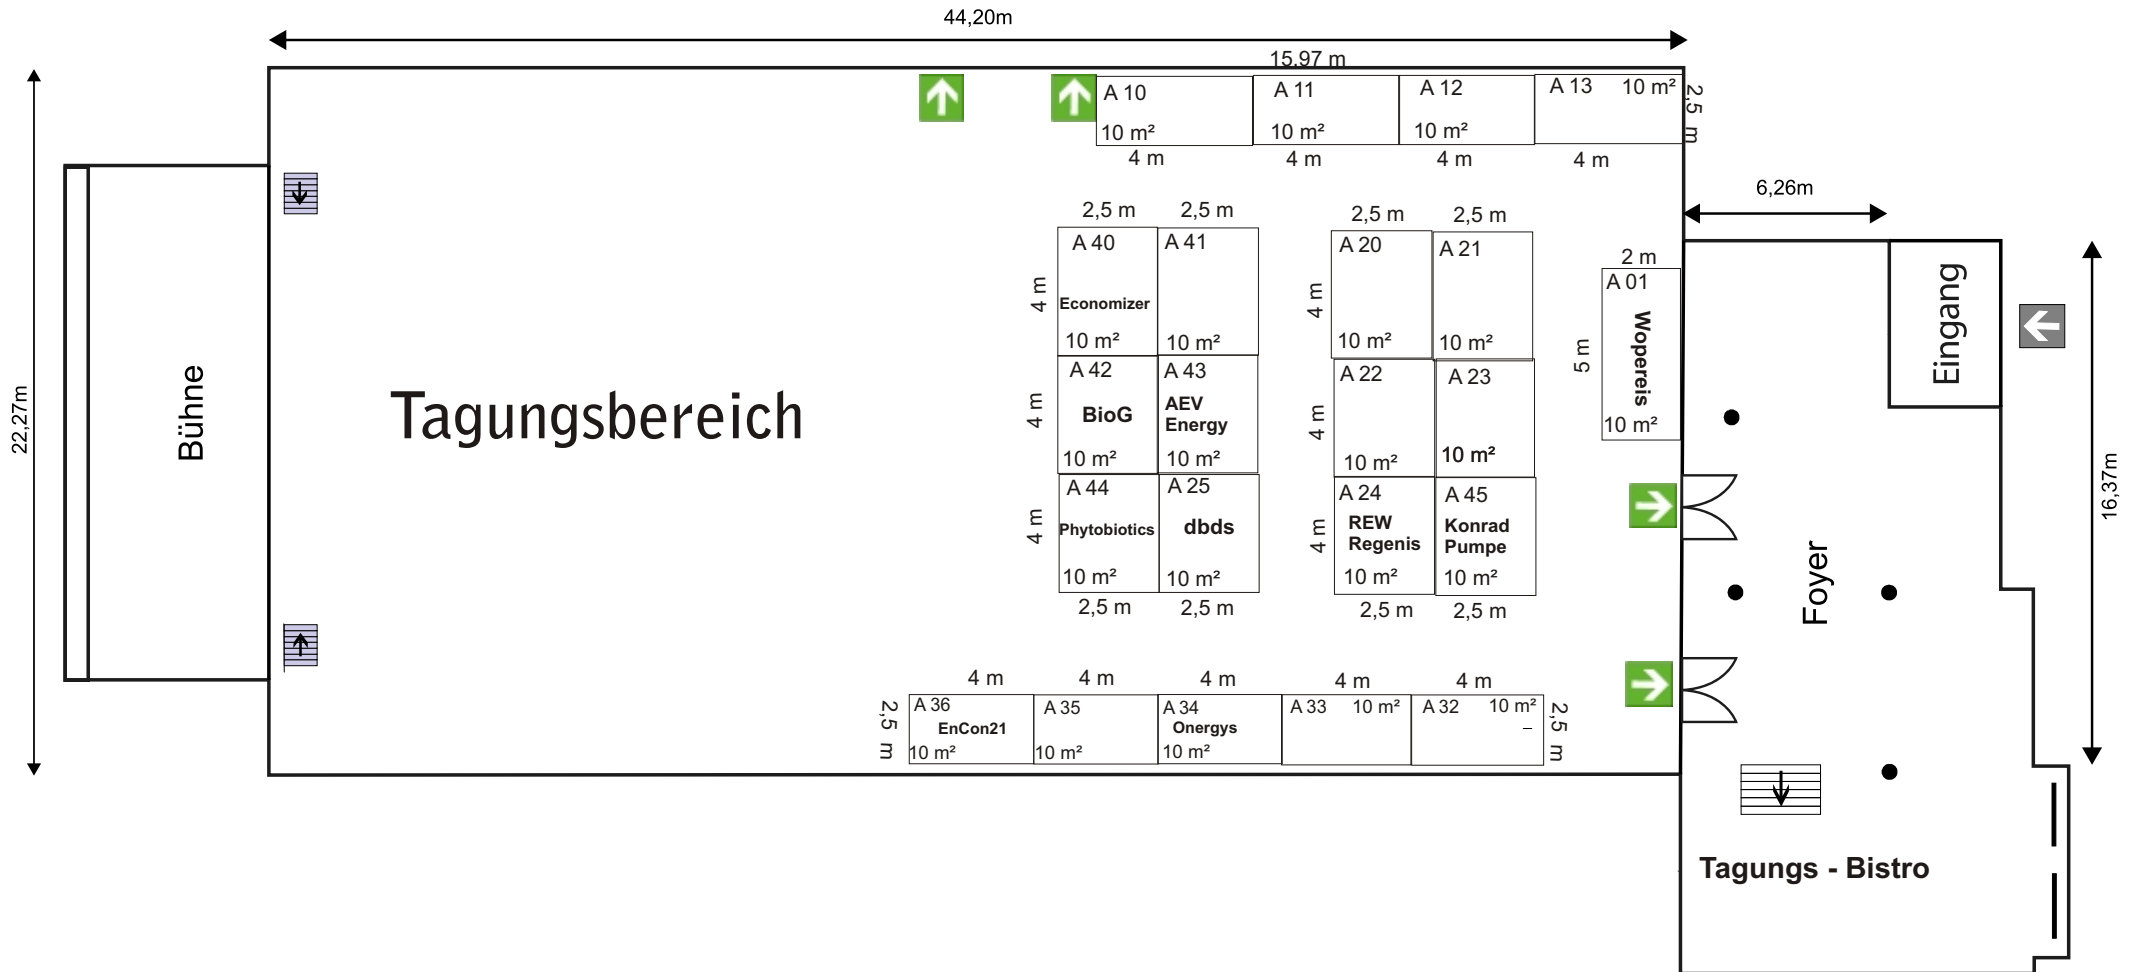 44,20m
15,97 m
A 10
10 m²
4 m
A 11
10 m²
4 m
A 12
10 m²
4 m
A 13
10 m²
4 m
2,5 m
22,27m
Bühne
Tagungsbereich
2,5 m
2,5 m
A 40
Economizer
10 m²
4 m
A 41
10 m²
A 42
BioG
10 m²
4 m
A 43
AEV
Energy
10 m²
A 44
Phytobiotics
10 m²
4 m
A 25
dbds
10 m²
2,5 m
2,5 m
2,5 m
2,5 m
A 20
10 m²
4 m
A 21
10 m²
A 22
10 m²
4 m
A 23
10 m²
A 24
REW
Regenis
10 m²
4 m
A 45
Konrad
Pumpe
10 m²
2,5 m
2,5 m
2 m
A 01
Wopereis
10 m²
5 m
6,26m
Eingang
16,37m
Foyer
4 m
4 m
4 m
4 m
4 m
2,5 m
A 36
EnCon21
10 m²
A 35
10 m²
A 34
Onergys
10 m²
A 33
10 m²
A 32
10 m²
2,5 m
Tagungs - Bistro